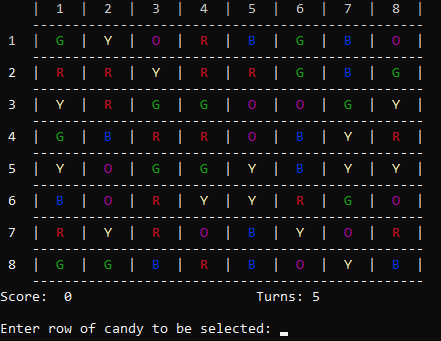 | 1 | 2 | 3 | 4 | 5 | 6 | 7 | 8 |
1 | G | Y | O | R | B | G | B | O |
2 | R | R | Y | R | R | G | B | G |
3 | Y | R | G | G | O | O | G | Y |
4 | G | B | R | R | O | B | Y | R |
5 | Y | O | G | G | Y | B | Y | Y |
6 | B | O | R | Y | Y | R | G | O |
7 | R | Y | R | O | B | Y | O | R |
8 | G | G | B | R | B | O | Y | B |
Score: 0 Turns: 5
Enter row of candy to be selected: